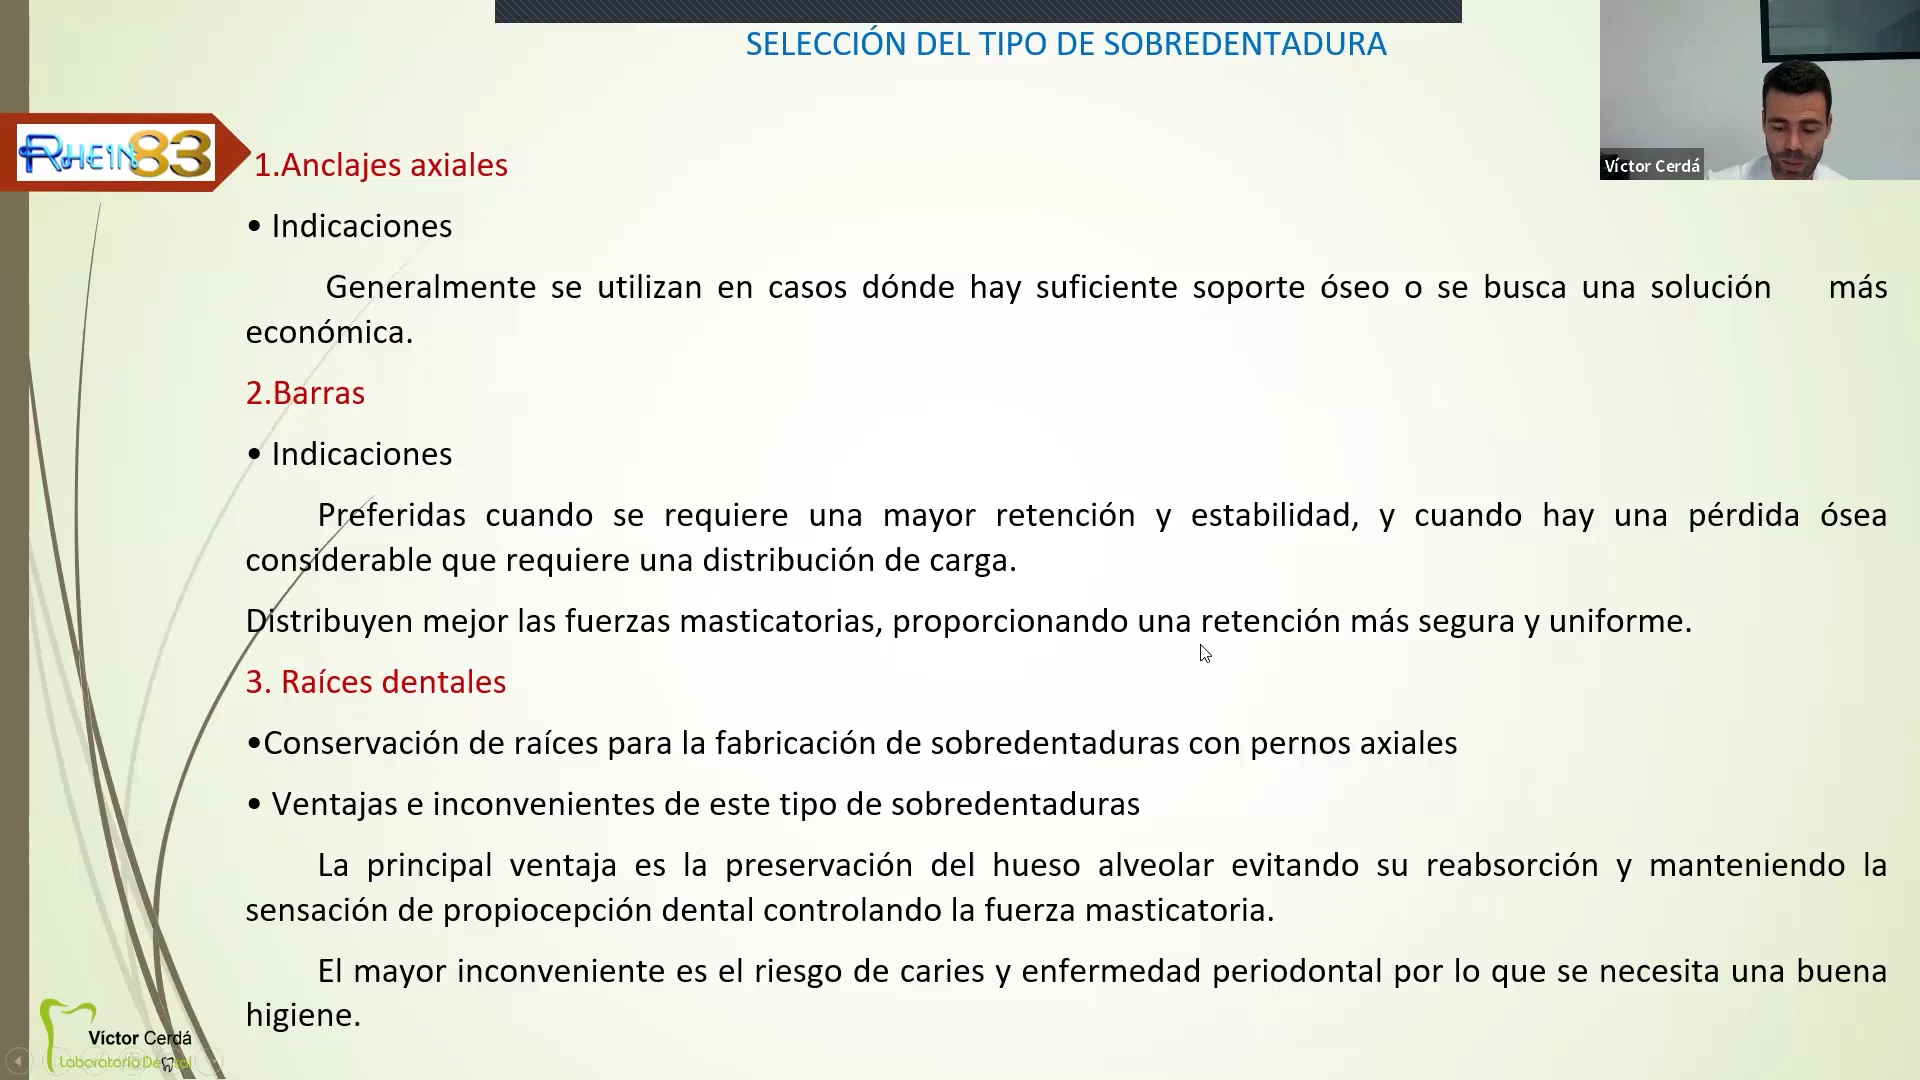 SELECCIÓN DEL TIPO DE SOBREDENTADURA
Víctor Cerdá
RHEIN83
1.Anclajes axiales
• Indicaciones
Generalmente se utilizan en casos dónde hay suficiente soporte óseo o se busca una solución más
económica.
2.Barras
• Indicaciones
Preferidas cuando se requiere una mayor retención y estabilidad, y cuando hay una pérdida ósea
considerable que requiere una distribución de carga.
Distribuyen mejor las fuerzas masticatorias, proporcionando una retención más segura y uniforme.
3. Raíces dentales
•Conservación de raíces para la fabricación de sobredentaduras con pernos axiales
• Ventajas e inconvenientes de este tipo de sobredentaduras
La principal ventaja es la preservación del hueso alveolar evitando su reabsorción y manteniendo la
sensación de propiocepción dental controlando la fuerza masticatoria.
El mayor inconveniente es el riesgo de caries y enfermedad periodontal por lo que se necesita una buena
higiene.
Víctor Cerdá
Laboratorio Dental